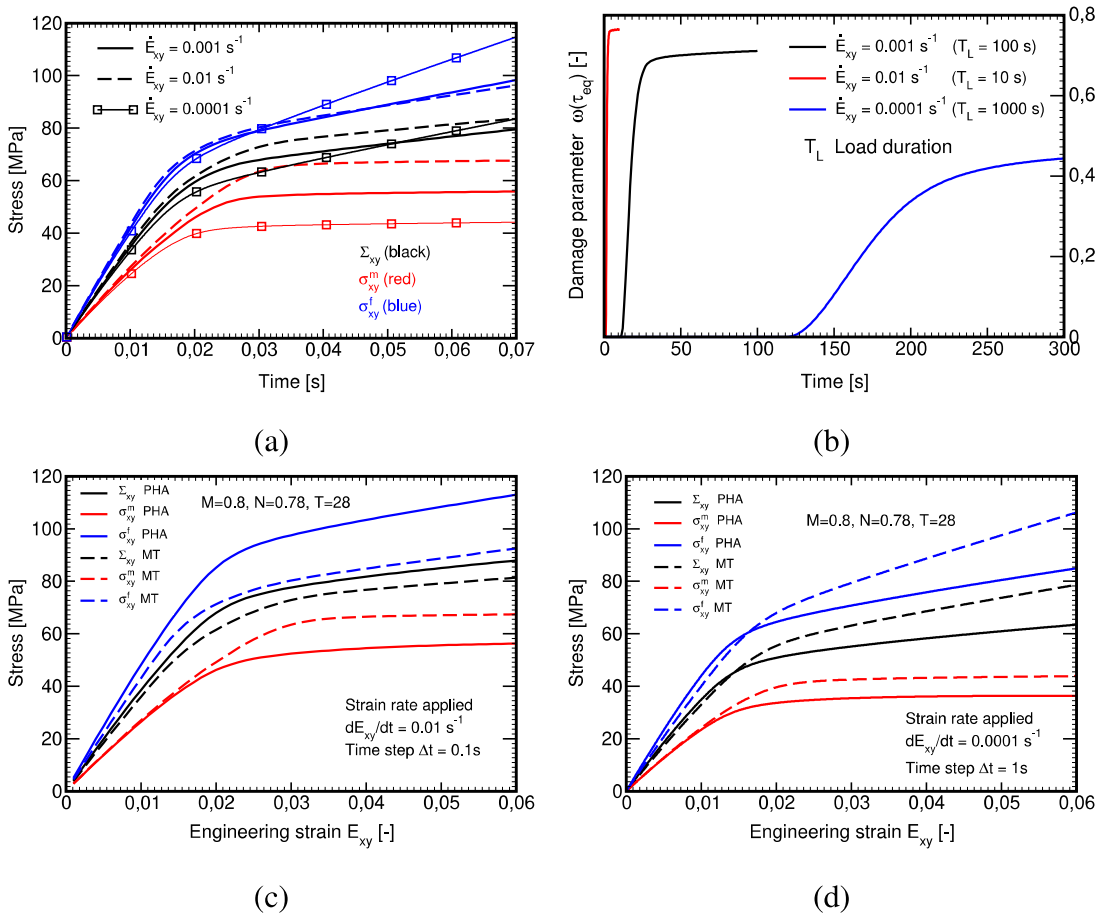 120
100
80
60
40
20
0
Stress [MPa]
Ė_xy = 0.001 s⁻¹
Ė_xy = 0.01 s⁻¹
Ė_xy = 0.0001 s⁻¹
Σ_xy (black)
σ^m_xy (red)
σ^f_xy (blue)
0 0,01 0,02 0,03 0,04 0,05 0,06 0,07
Time [s]
(a)
0,8
0,6
0,4
0,2
0
Damage parameter ω(τ_eq) [-]
Ė_xy = 0.001 s⁻¹ (T_L = 100 s)
Ė_xy = 0.01 s⁻¹ (T_L = 10 s)
Ė_xy = 0.0001 s⁻¹ (T_L = 1000 s)
T_L Load duration
0 50 100 150 200 250 300
Time [s]
(b)
120
100
80
60
40
20
0
Stress [MPa]
Σ_xy PHA
σ^m_xy PHA
σ^f_xy PHA
Σ_xy MT
σ^m_xy MT
σ^f_xy MT
M=0.8, N=0.78, T=28
Strain rate applied
dE_xy/dt = 0.01 s⁻¹
Time step Δt = 0.1s
0 0,01 0,02 0,03 0,04 0,05 0,06
Engineering strain E_xy [-]
(c)
120
100
80
60
40
20
0
Stress [MPa]
Σ_xy PHA
σ^m_xy PHA
σ^f_xy PHA
Σ_xy MT
σ^m_xy MT
σ^f_xy MT
M=0.8, N=0.78, T=28
Strain rate applied
dE_xy/dt = 0.0001 s⁻¹
Time step Δt = 1s
0 0,01 0,02 0,03 0,04 0,05 0,06
Engineering strain E_xy [-]
(d)